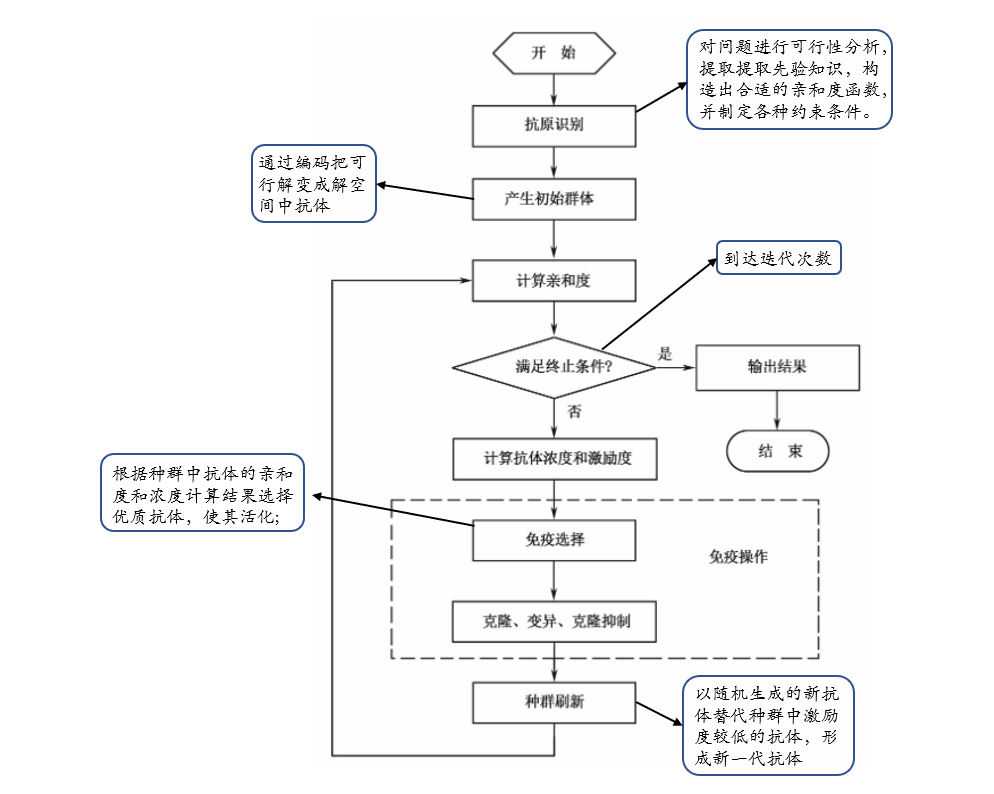 开 始
对问题进行可行性分析,
提取提取先验知识，构
造出合适的亲和度函数,
并制定各种约束条件。
抗原识别
通过编码把可
行解变成解空
间中抗体
产生初始群体
到达迭代次数
计算亲和度
满足终止条件?
是
输出结果
否
结 束
计算抗体浓度和激励度
根据种群中抗体的亲和
度和浓度计算结果选择
优质抗体，使其活化;
免疫选择
免疫操作
克隆、变异、克隆抑制
种群刷新
以随机生成的新抗
体替代种群中激励
度较低的抗体，形
成新一代抗体